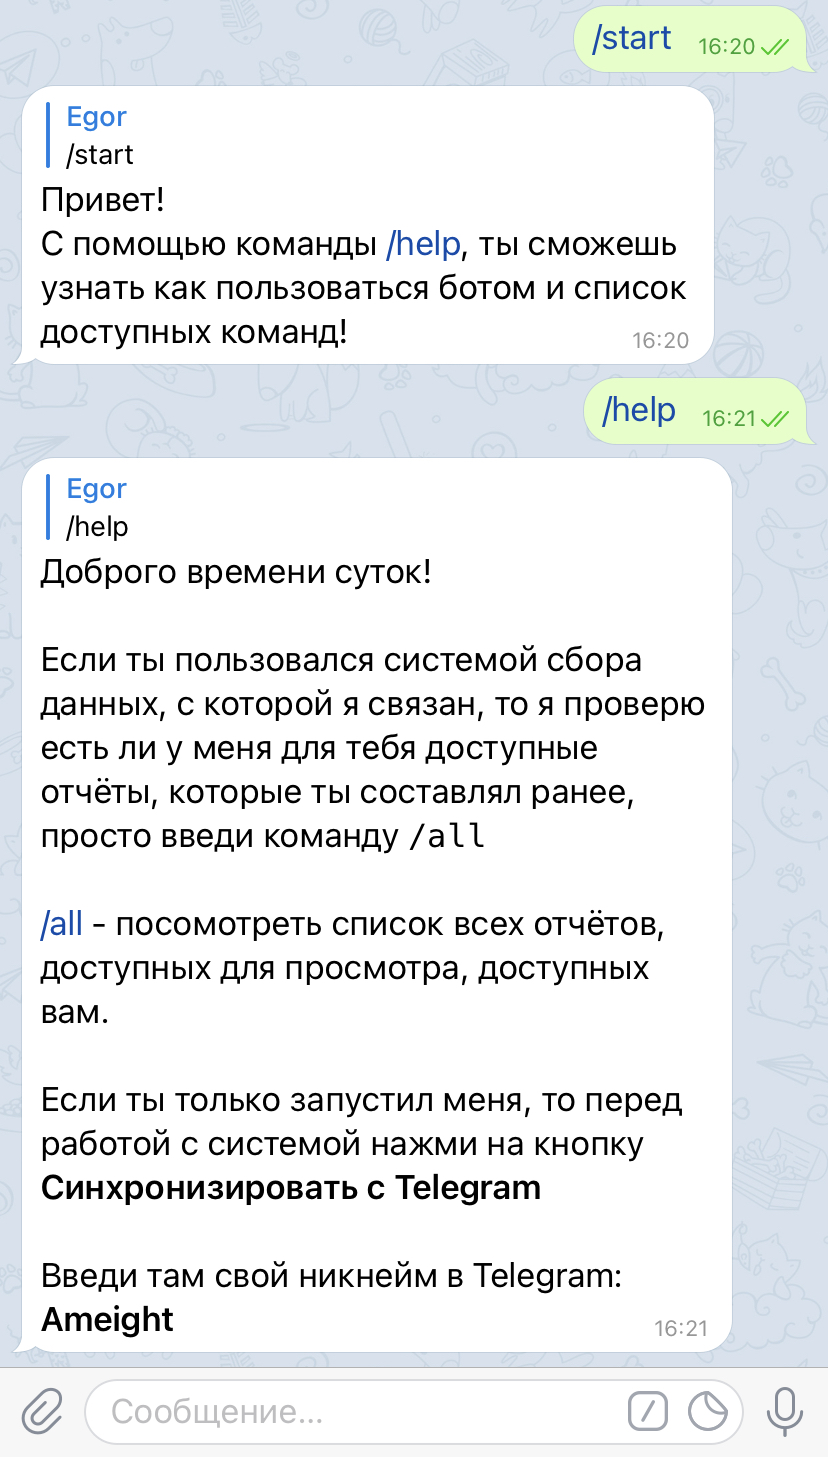 /start 16:20
Egor
/start
Привет!
С помощью команды /help, ты сможешь
узнать как пользоваться ботом и список
доступных команд!
16:20
/help 16:21
Egor
/help
Доброго времени суток!
Если ты пользовался системой сбора
данных, с которой я связан, то я проверю
есть ли у меня для тебя доступные
отчёты, которые ты составлял ранее,
просто введи команду /all
/all - посомотреть список всех отчётов,
доступных для просмотра, доступных
вам.
Если ты только запустил меня, то перед
работой с системой нажми на кнопку
Синхронизировать с Telegram
Введи там свой никнейм в Telegram:
Ameight
16:21
Сообщение...